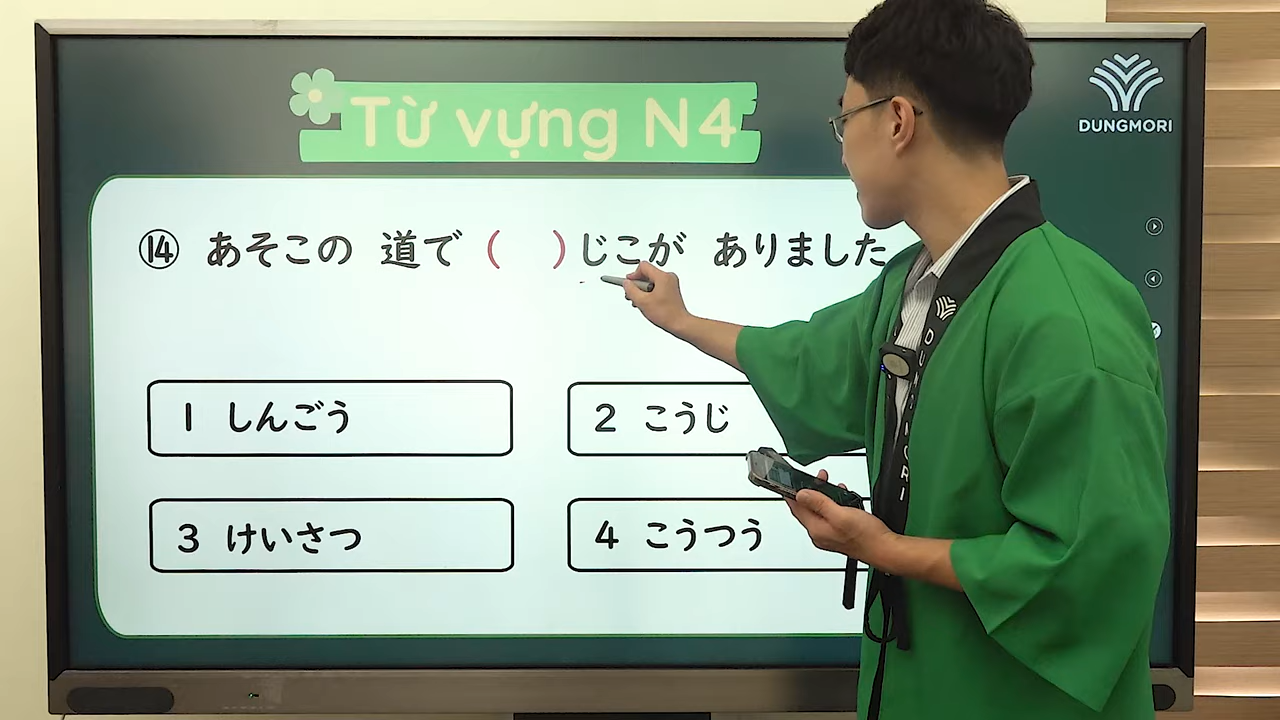 Từ vựng N4
DUNGMORI
⑭ あそこの 道で ( ) じこが ありました
1 しんごう
2 こうじ
3 けいさつ
4 こうつう
DUNGMORI